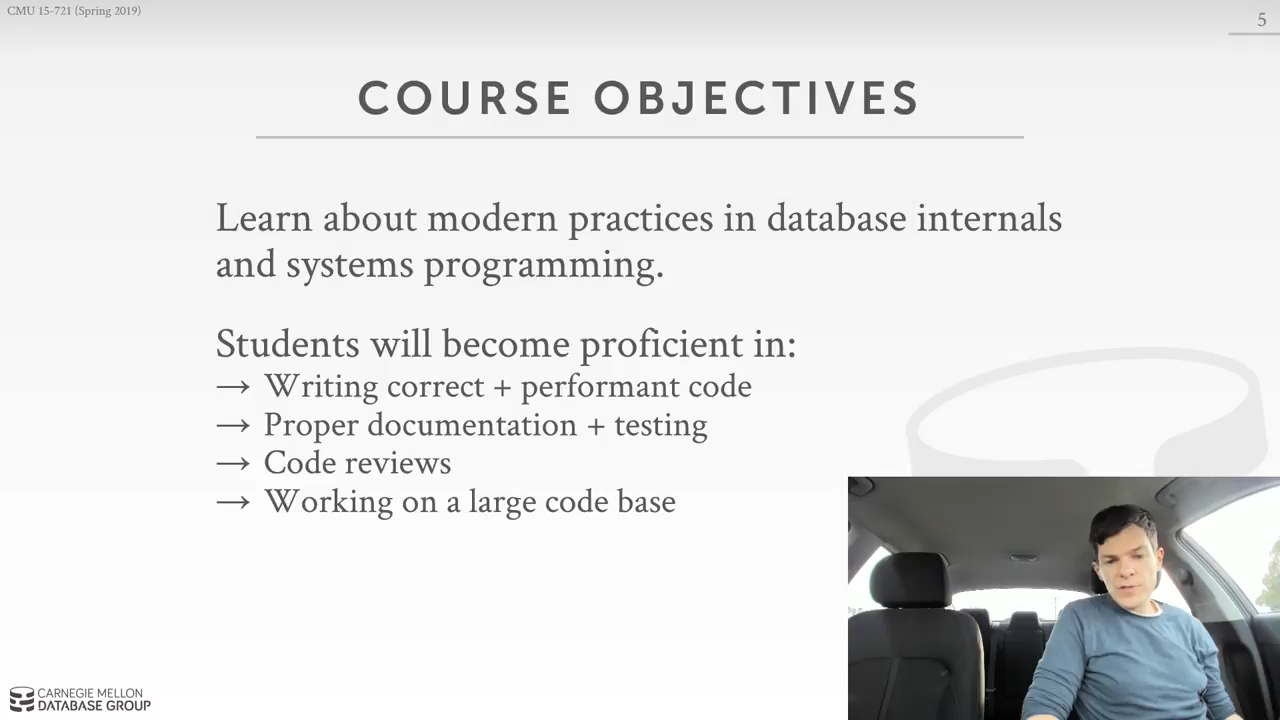 CMU 15-721 (Spring 2019)
5
COURSE OBJECTIVES
Learn about modern practices in database internals
and systems programming.
Students will become proficient in:
→ Writing correct + performant code
→ Proper documentation + testing
→ Code reviews
→ Working on a large code base
CARNEGIE MELLON
DATABASE GROUP